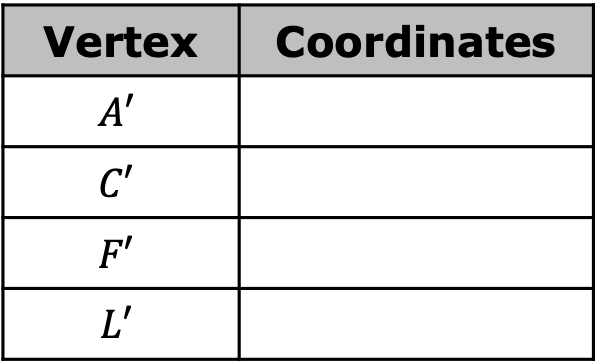 Vertex Coordinates
A′
C′
F′
L′